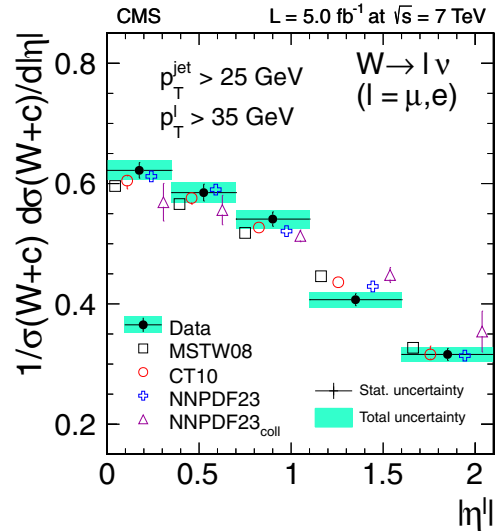 CMS L = 5.0 fb⁻¹ at √s = 7 TeV
p_T^jet > 25 GeV
p_T^l > 35 GeV
W → l ν
(l = μ,e)
1/σ(W+c) dσ(W+c)/d|η|
0.8
0.6
0.4
0.2
Data
MSTW08
CT10
NNPDF23
NNPDF23_coll
Stat. uncertainty
Total uncertainty
0 0.5 1 1.5 2
|η^l|